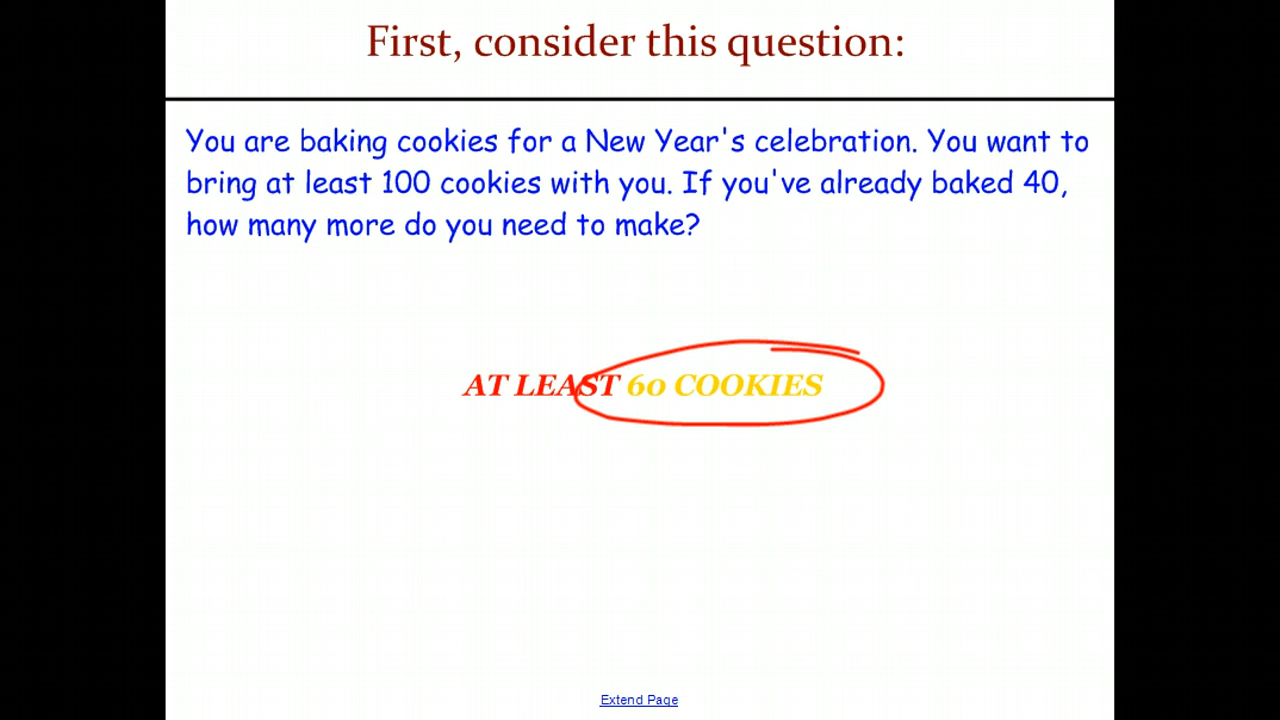 First, consider this question:
You are baking cookies for a New Year's celebration. You want to
bring at least 100 cookies with you. If you've already baked 40,
how many more do you need to make?
AT LEAST 60 COOKIES
Extend Page